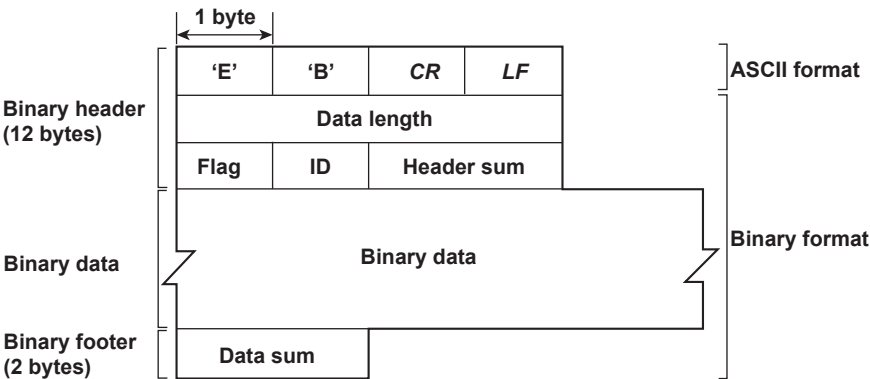 1 byte
‘E’ ‘B’ CR LF
ASCII format
Binary header
(12 bytes)
Data length
Flag ID Header sum
Binary data
Binary data
Binary format
Binary footer
(2 bytes)
Data sum